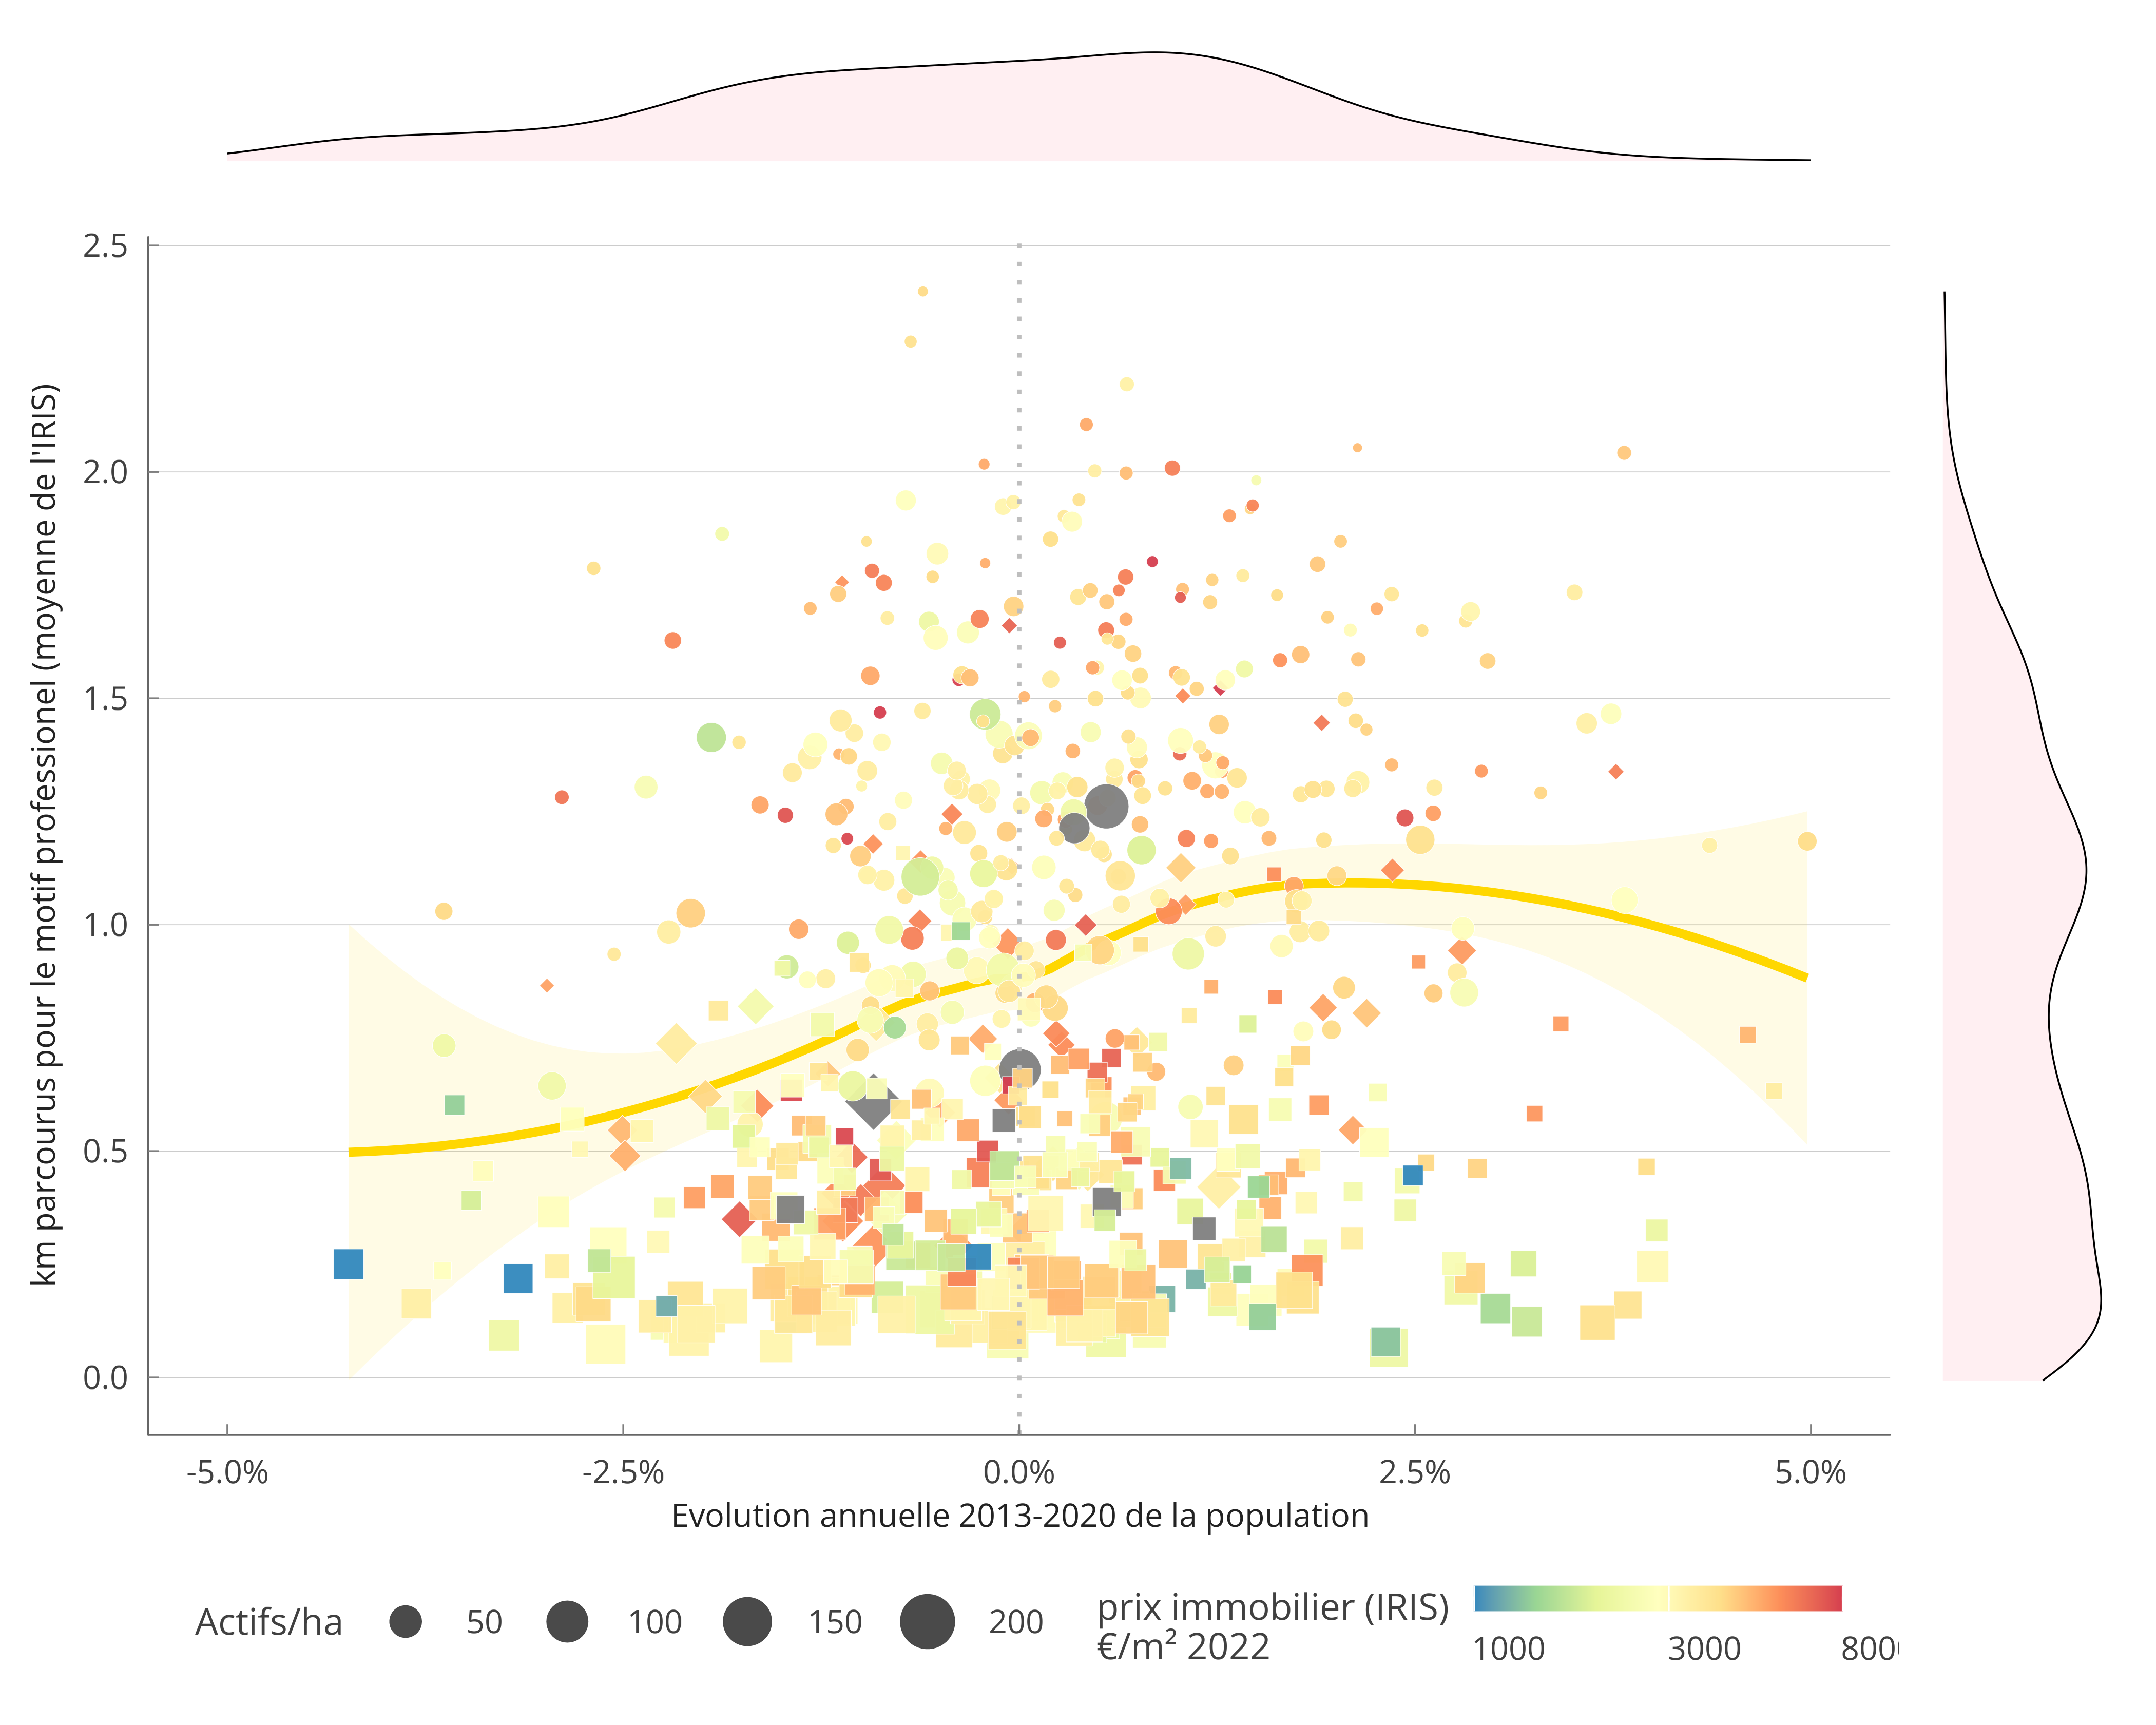 2.5
2.0
1.5
1.0
0.5
0.0
km parcourus pour le motif professionel (moyenne de l'IRIS)
-5.0% -2.5% 0.0% 2.5% 5.0%
Evolution annuelle 2013-2020 de la population
Actifs/ha 50 100 150 200
prix immobilier (IRIS)
€/m² 2022
1000 3000 800